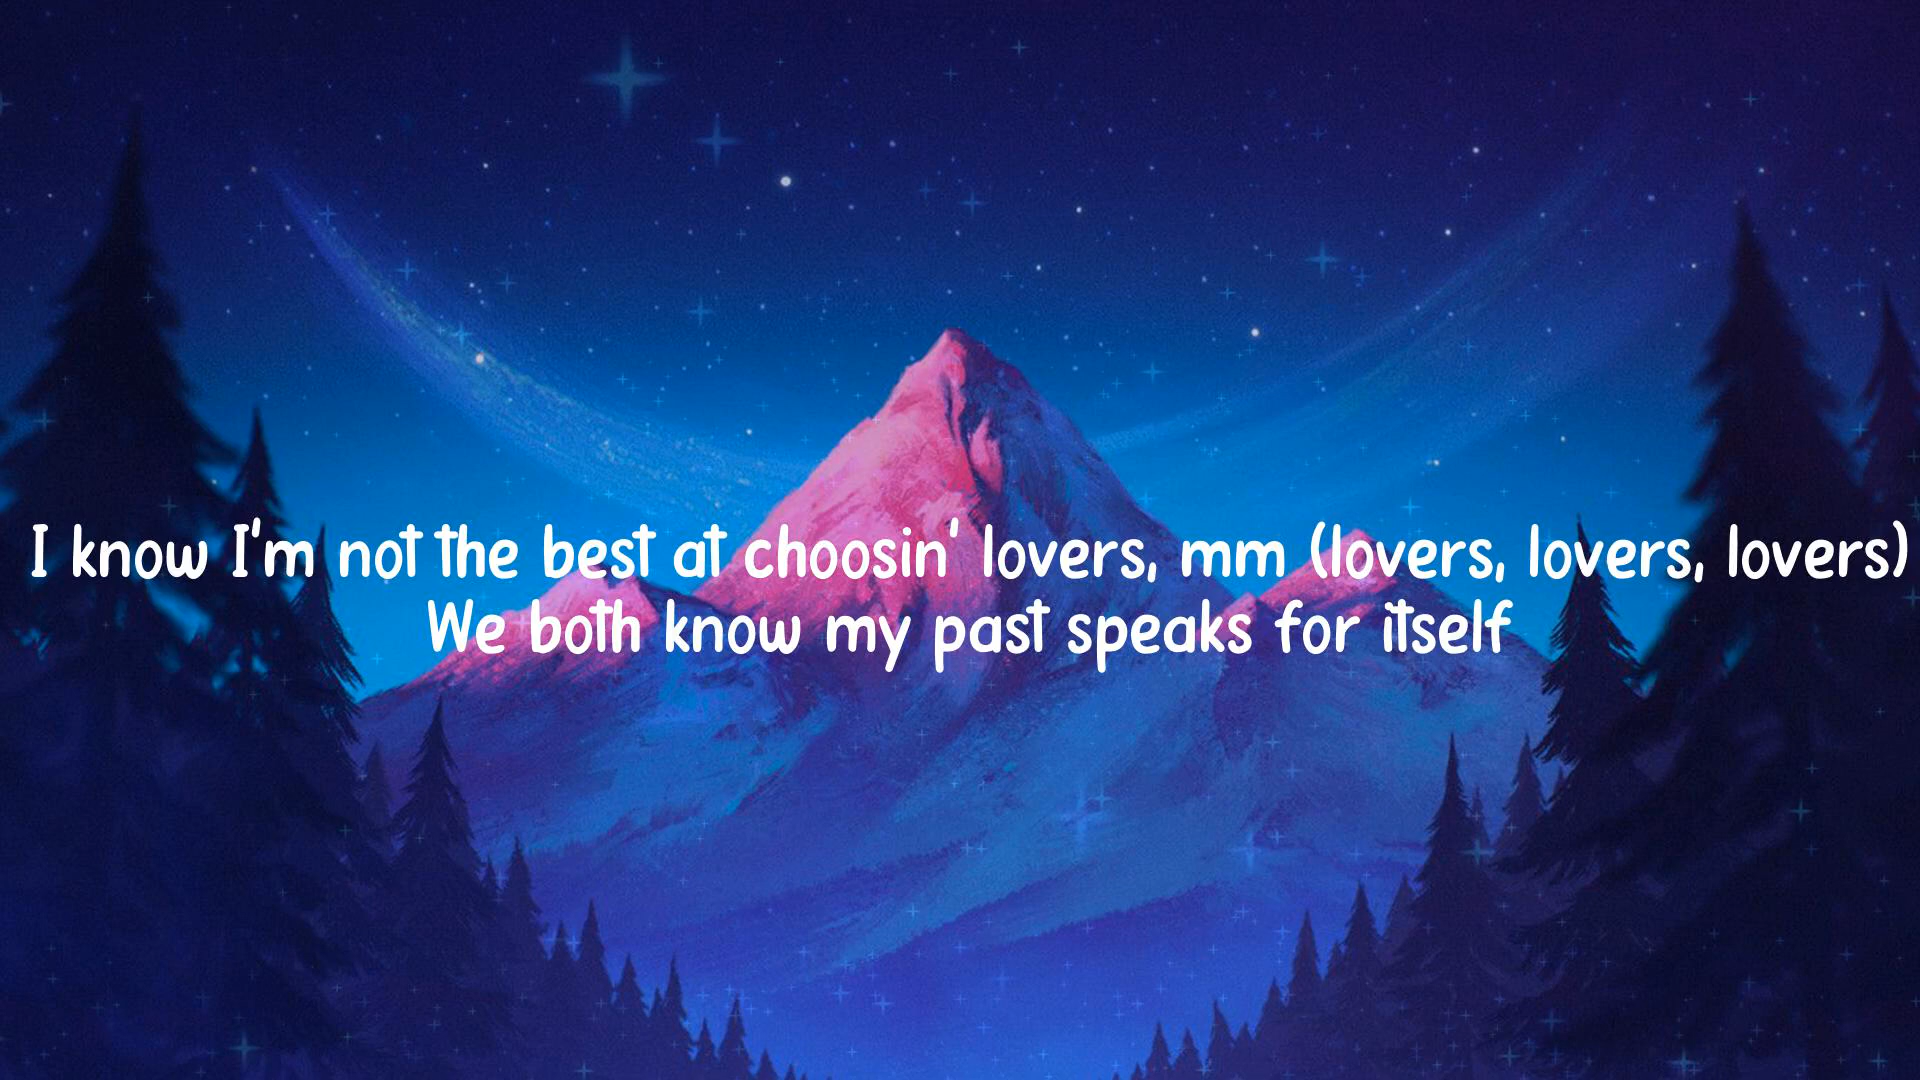 I know I'm not the best at choosin' lovers, mm (lovers, lovers, lovers)
We both know my past speaks for itself